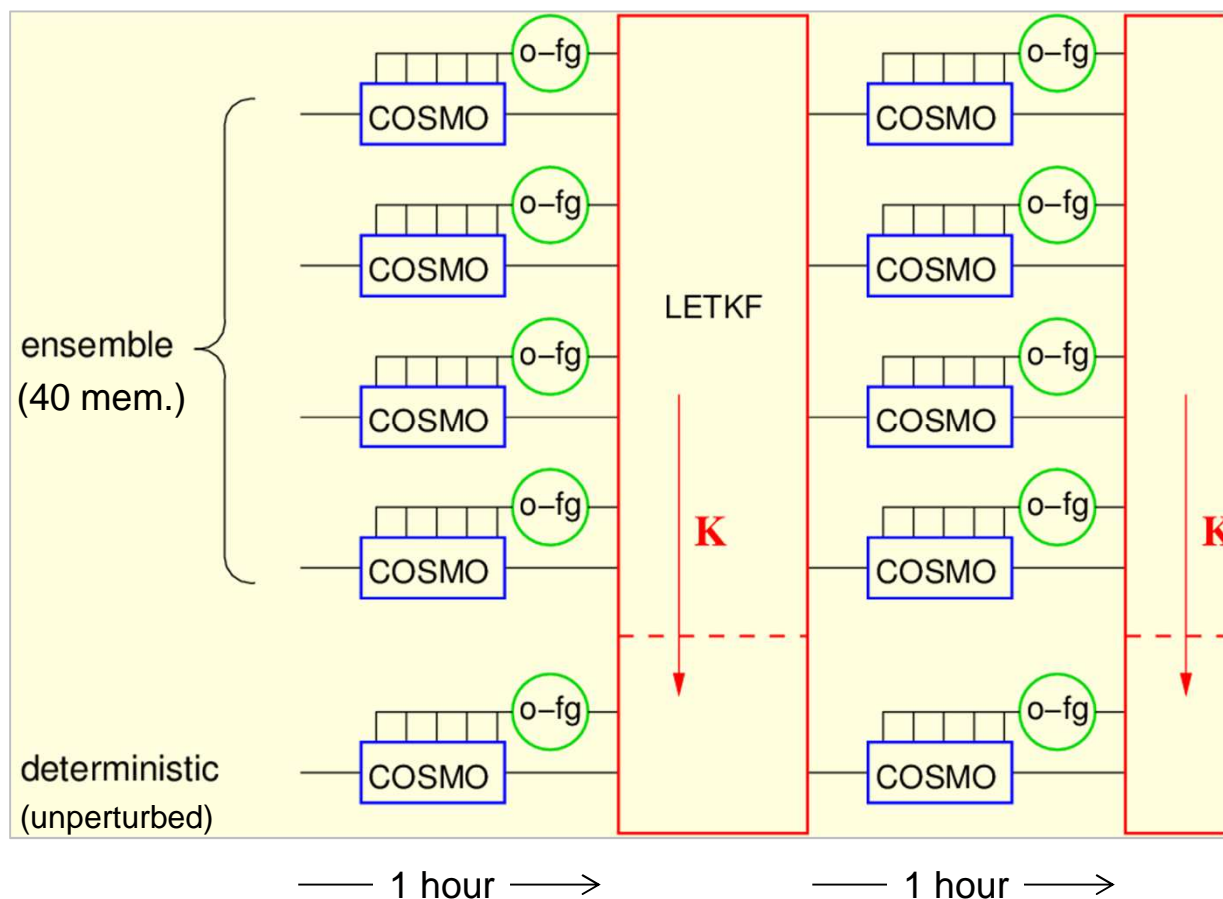 o–fg o–fg
COSMO COSMO
o–fg o–fg
COSMO COSMO
LETKF
ensemble
(40 mem.)
o–fg o–fg
COSMO COSMO
o–fg o–fg
K K
COSMO COSMO
o–fg o–fg
deterministic
COSMO COSMO
(unperturbed)
1 hour 1 hour